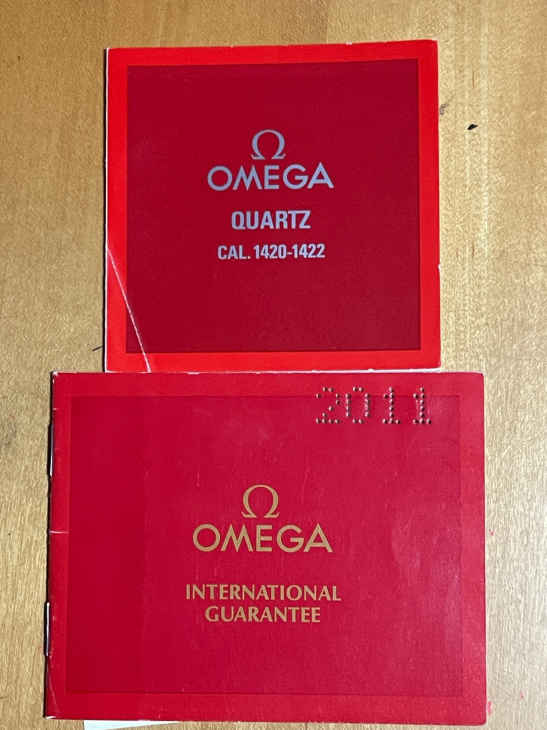 Ω
OMEGA
QUARTZ
CAL. 1420-1422
2011
Ω
OMEGA
INTERNATIONAL
GUARANTEE